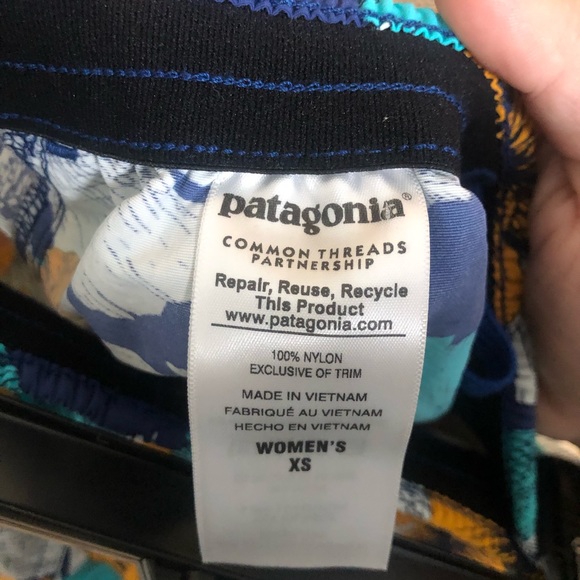 patagonia®
COMMON THREADS
PARTNERSHIP
Repair, Reuse, Recycle
This Product
www.patagonia.com
100% NYLON
EXCLUSIVE OF TRIM
MADE IN VIETNAM
FABRIQUÉ AU VIETNAM
HECHO EN VIETNAM
WOMEN'S
XS